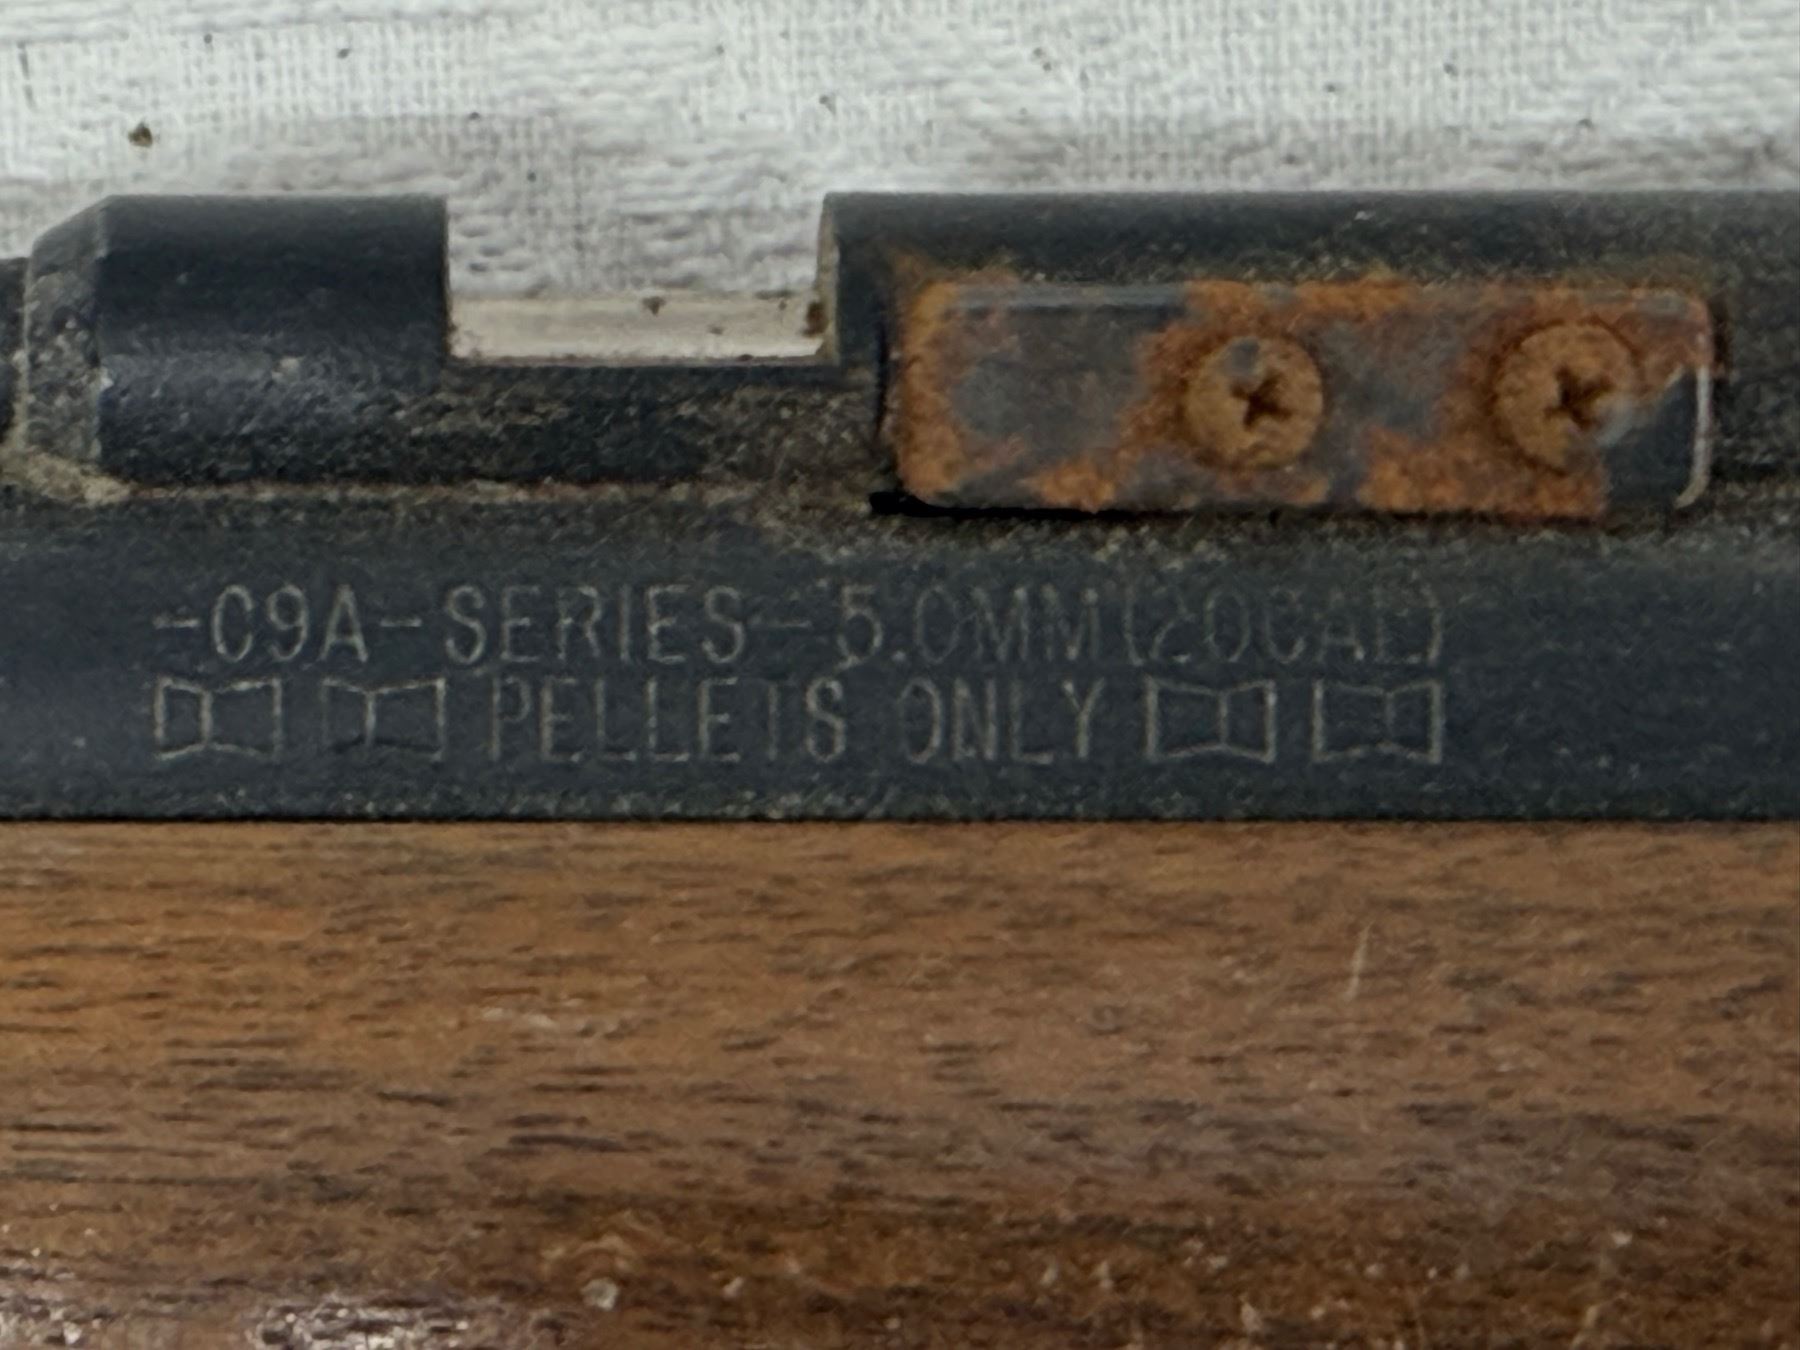 -C9A-SERIES-5.0MM(20CAL)
PELLETS ONLY